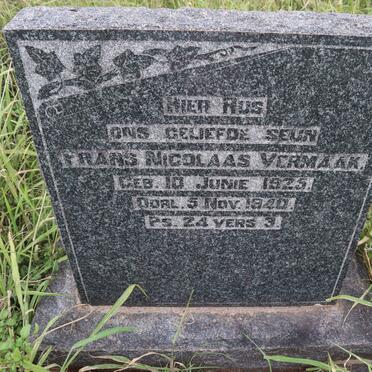 HIER RUS
ONS GELIEFDE SEUN
FRANS NICOLAAS VERMAAK
GEB. 10 JUNIE 1925
OORL. 5 NOV. 1940
PS. 24 VERS 3